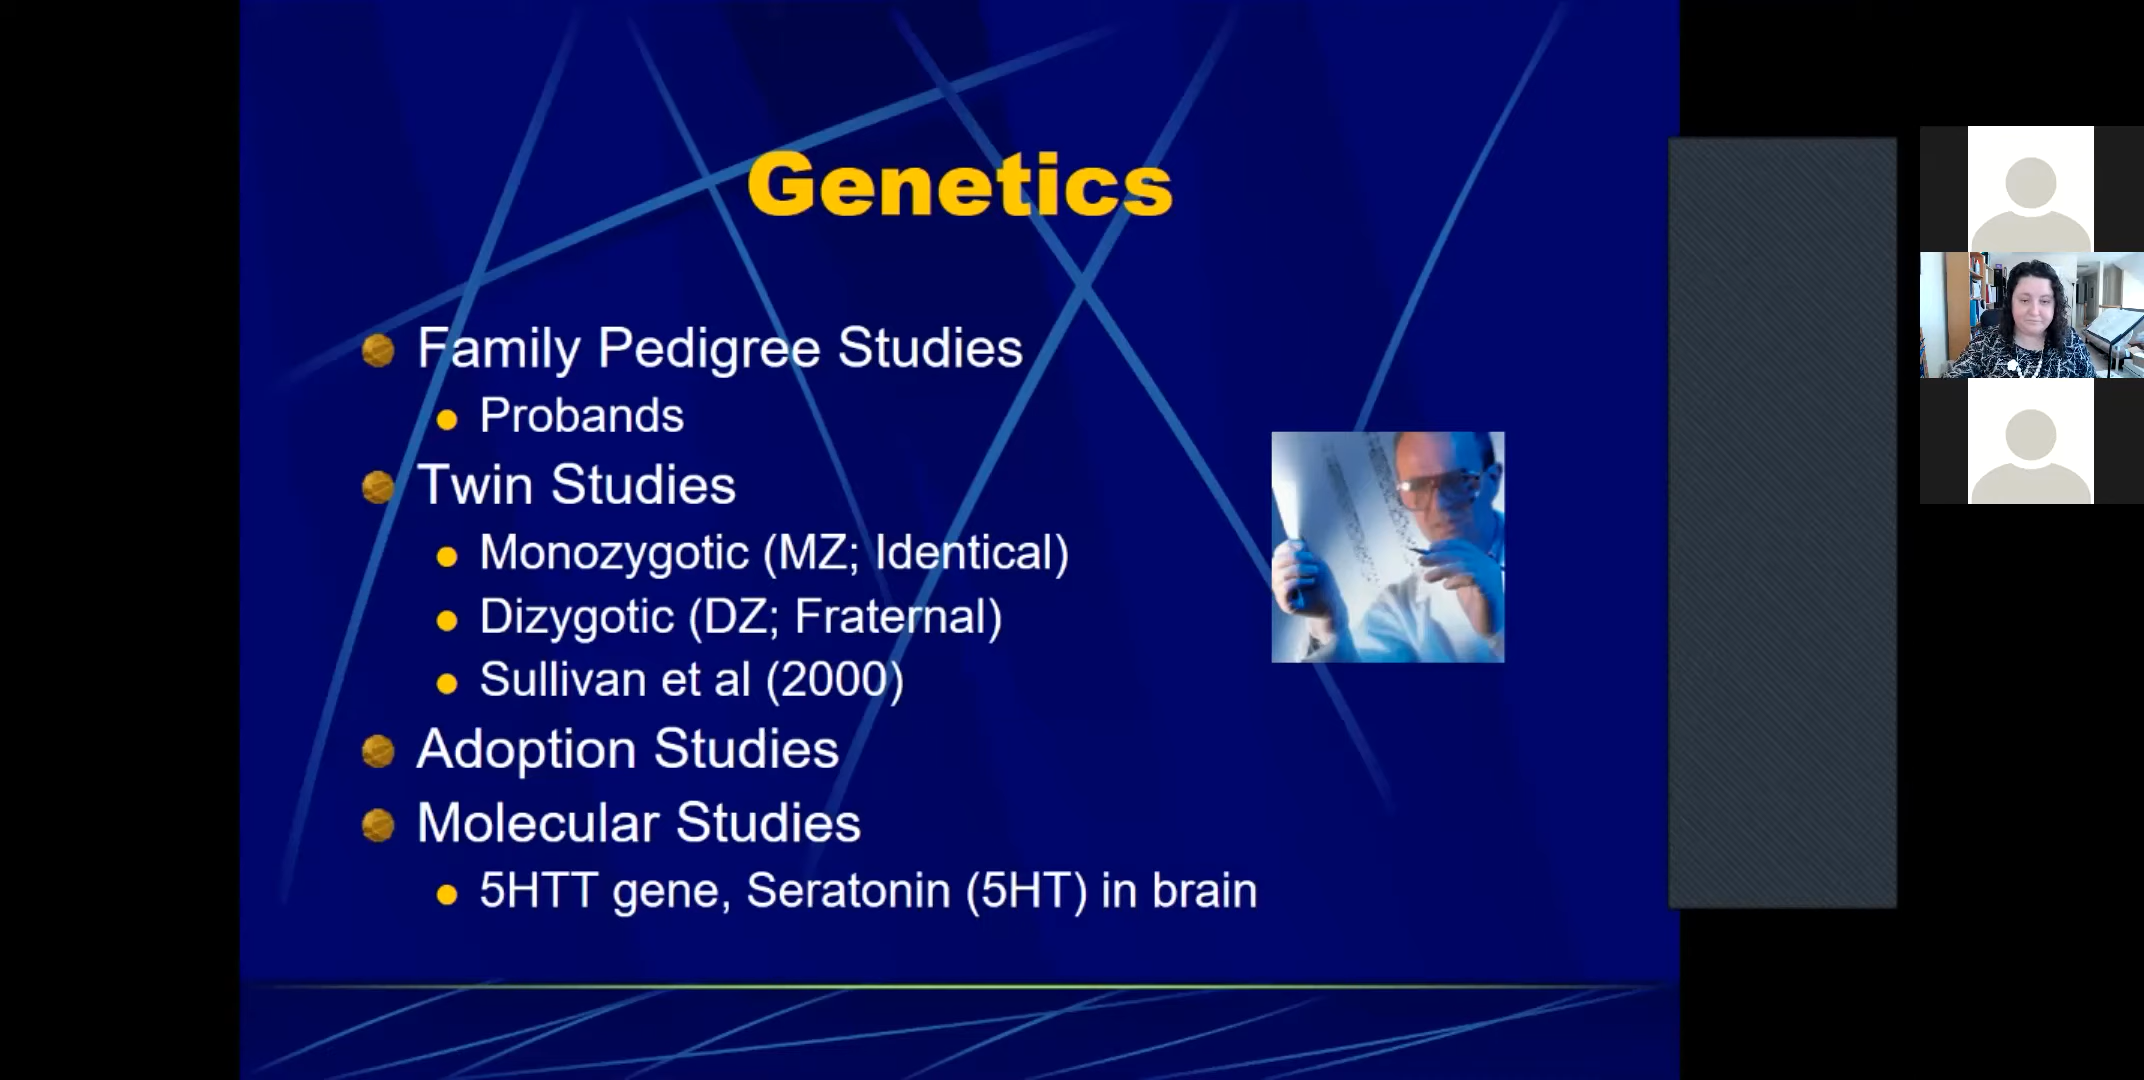 Genetics
Family Pedigree Studies
Probands
Twin Studies
Monozygotic (MZ; Identical)
Dizygotic (DZ; Fraternal)
Sullivan et al (2000)
Adoption Studies
Molecular Studies
5HTT gene, Seratonin (5HT) in brain